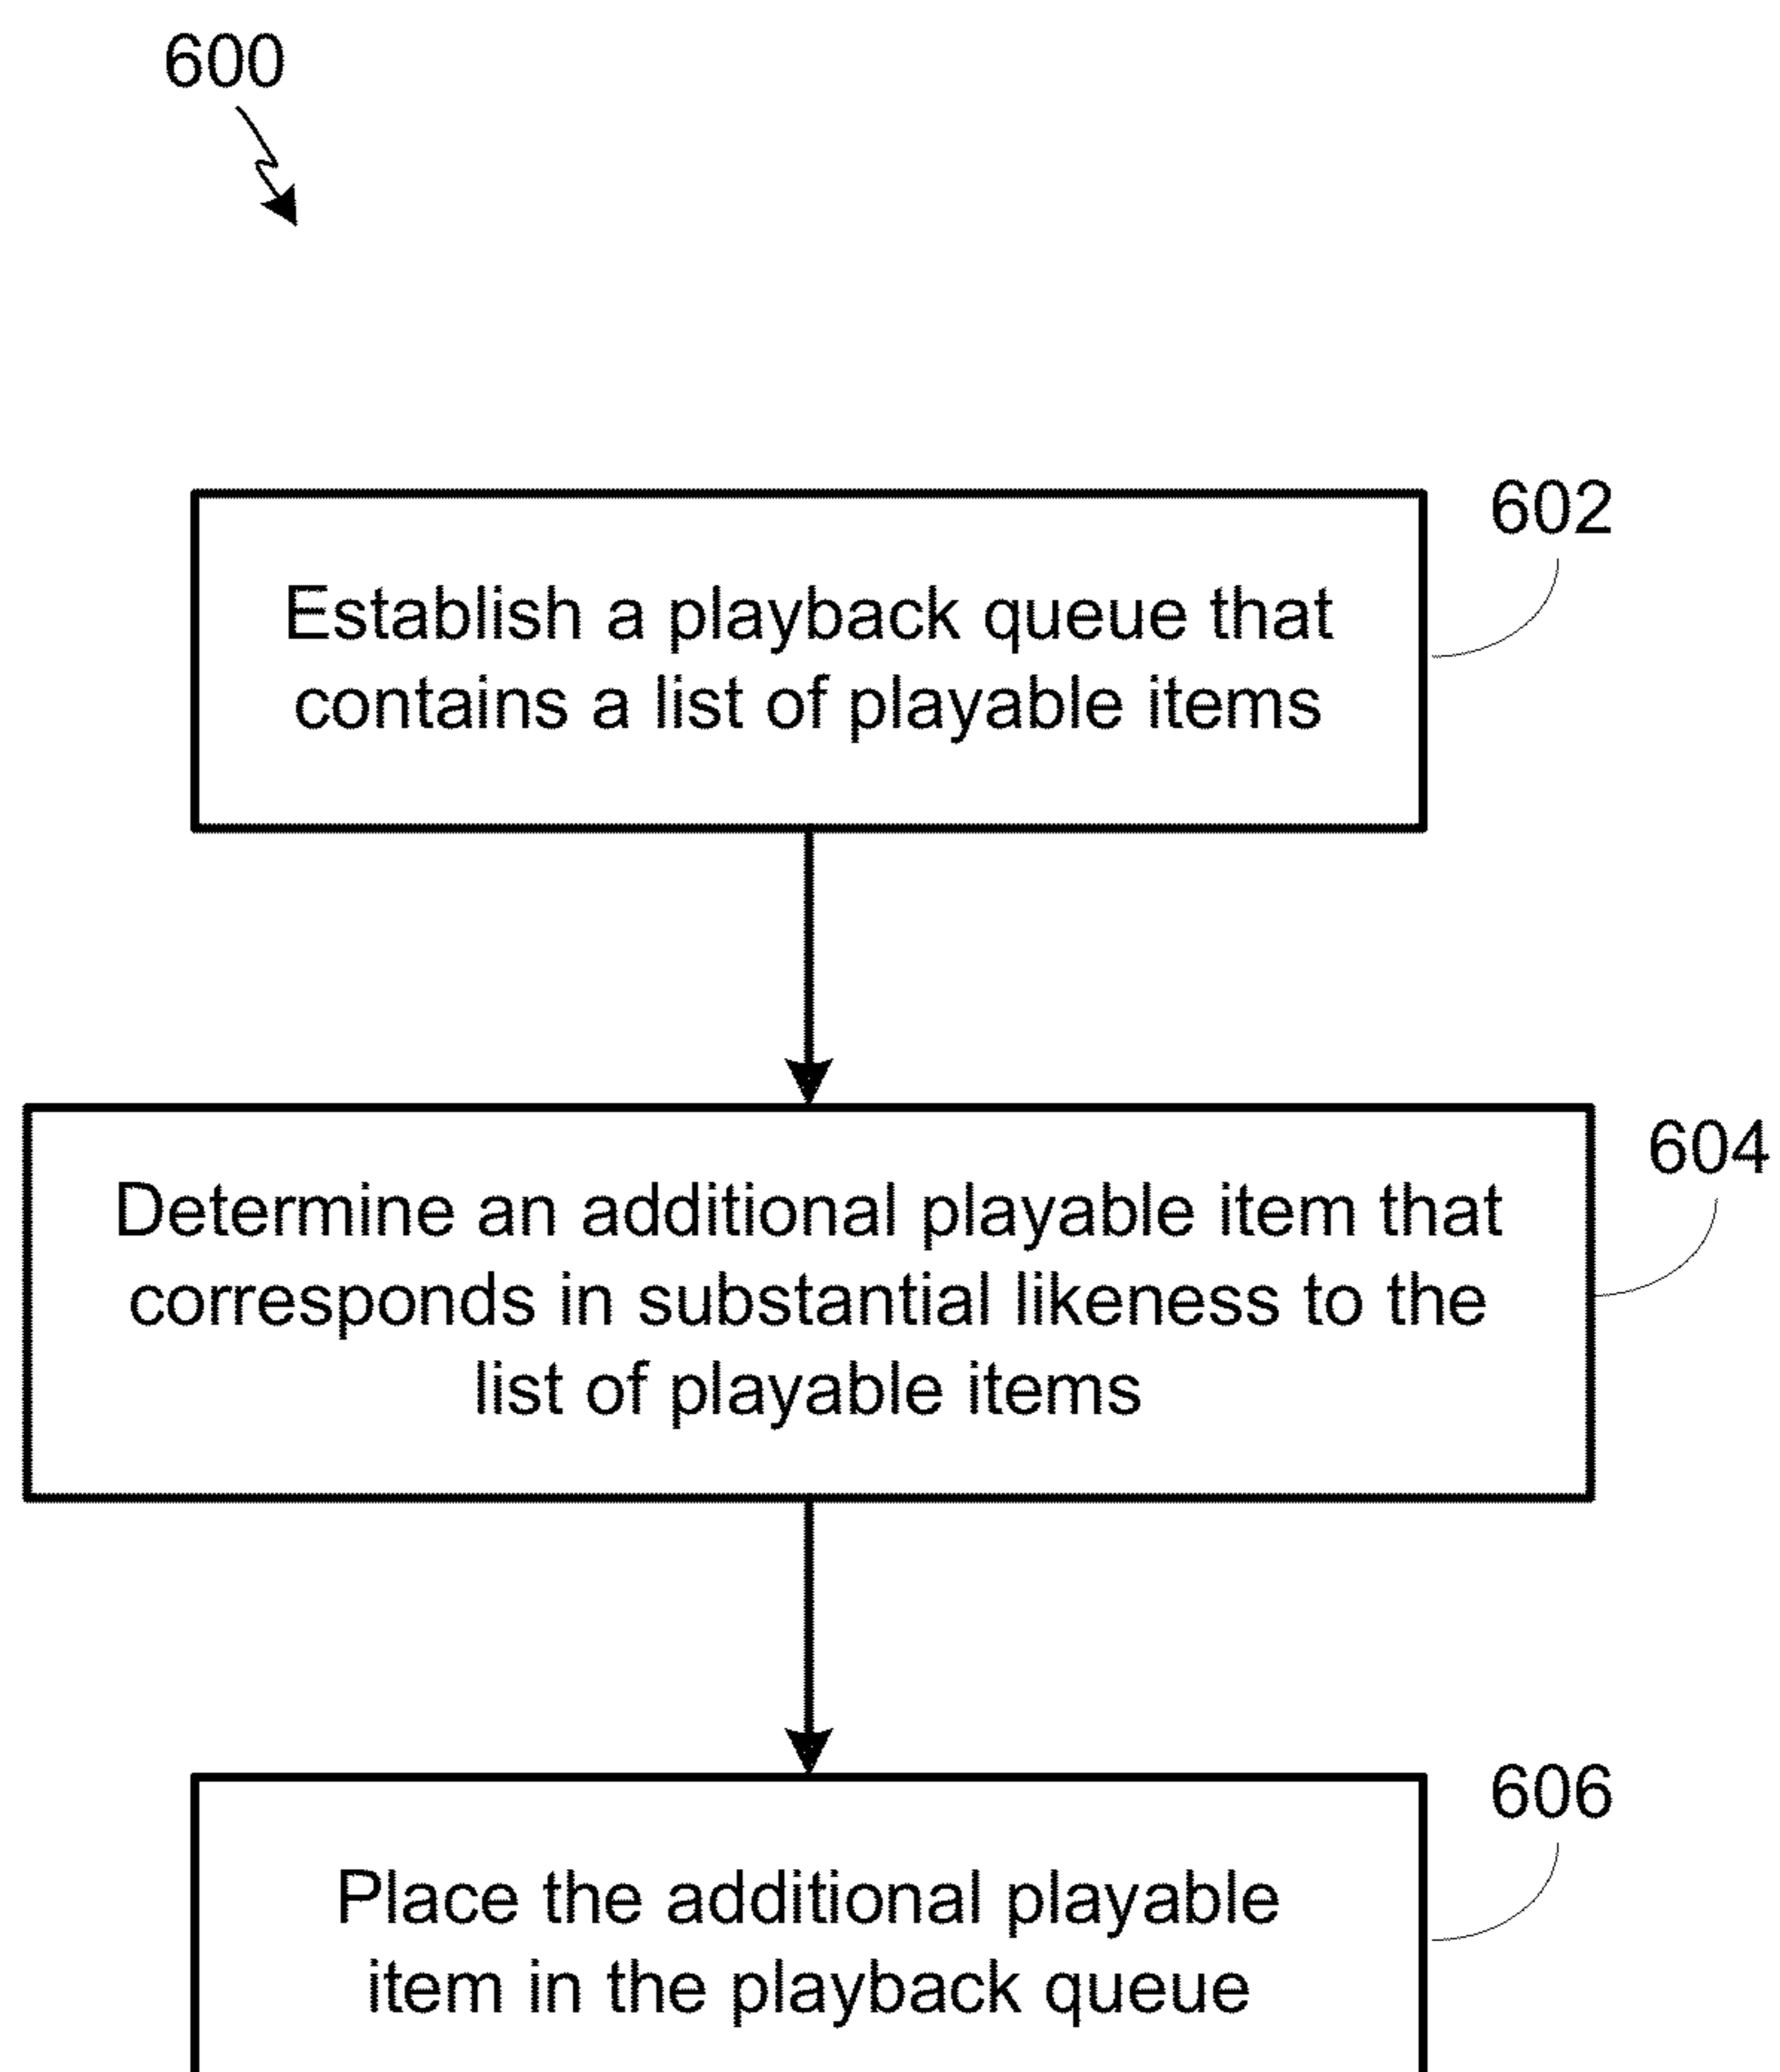 600
602
Establish a playback queue that
contains a list of playable items
604
Determine an additional playable item that
corresponds in substantial likeness to the
list of playable items
606
Place the additional playable
item in the playback queue